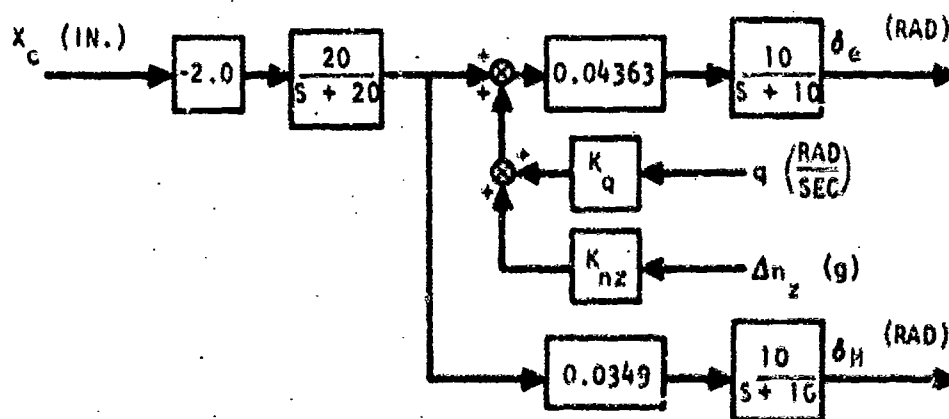 X_c (IN.)
-2.0
20
S + 20
+
+
0.04363
10
S + 10
δ_e (RAD)
+
+
K_q
q (RAD/SEC)
K_nz
Δn_z (g)
0.0349
10
S + 10
δ_H (RAD)